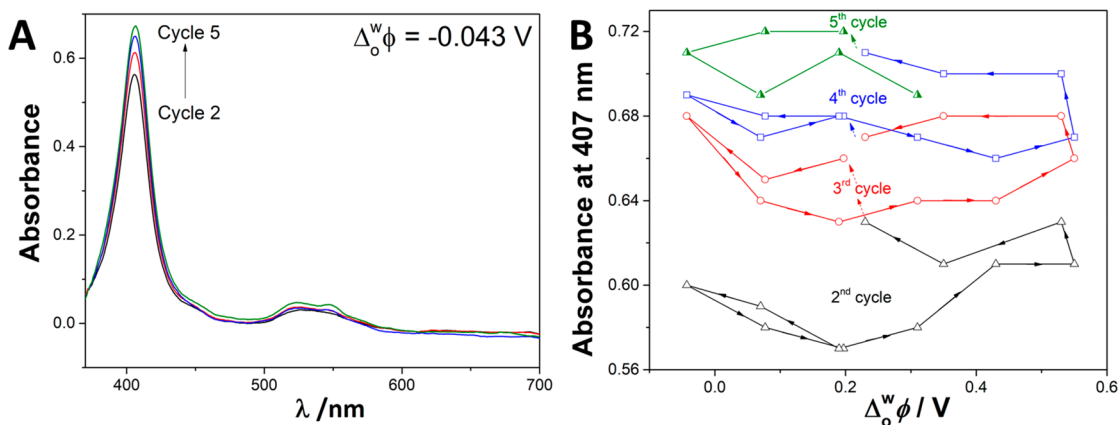 A
Cycle 5
Cycle 2
Δ_o^w ϕ = -0.043 V
Absorbance
0.6
0.4
0.2
0.0
400
500
600
700
λ /nm
B
Absorbance at 407 nm
0.72
0.68
0.64
0.60
0.56
5th cycle
4th cycle
3rd cycle
2nd cycle
0.0
0.2
0.4
0.6
Δ_o^w ϕ / V